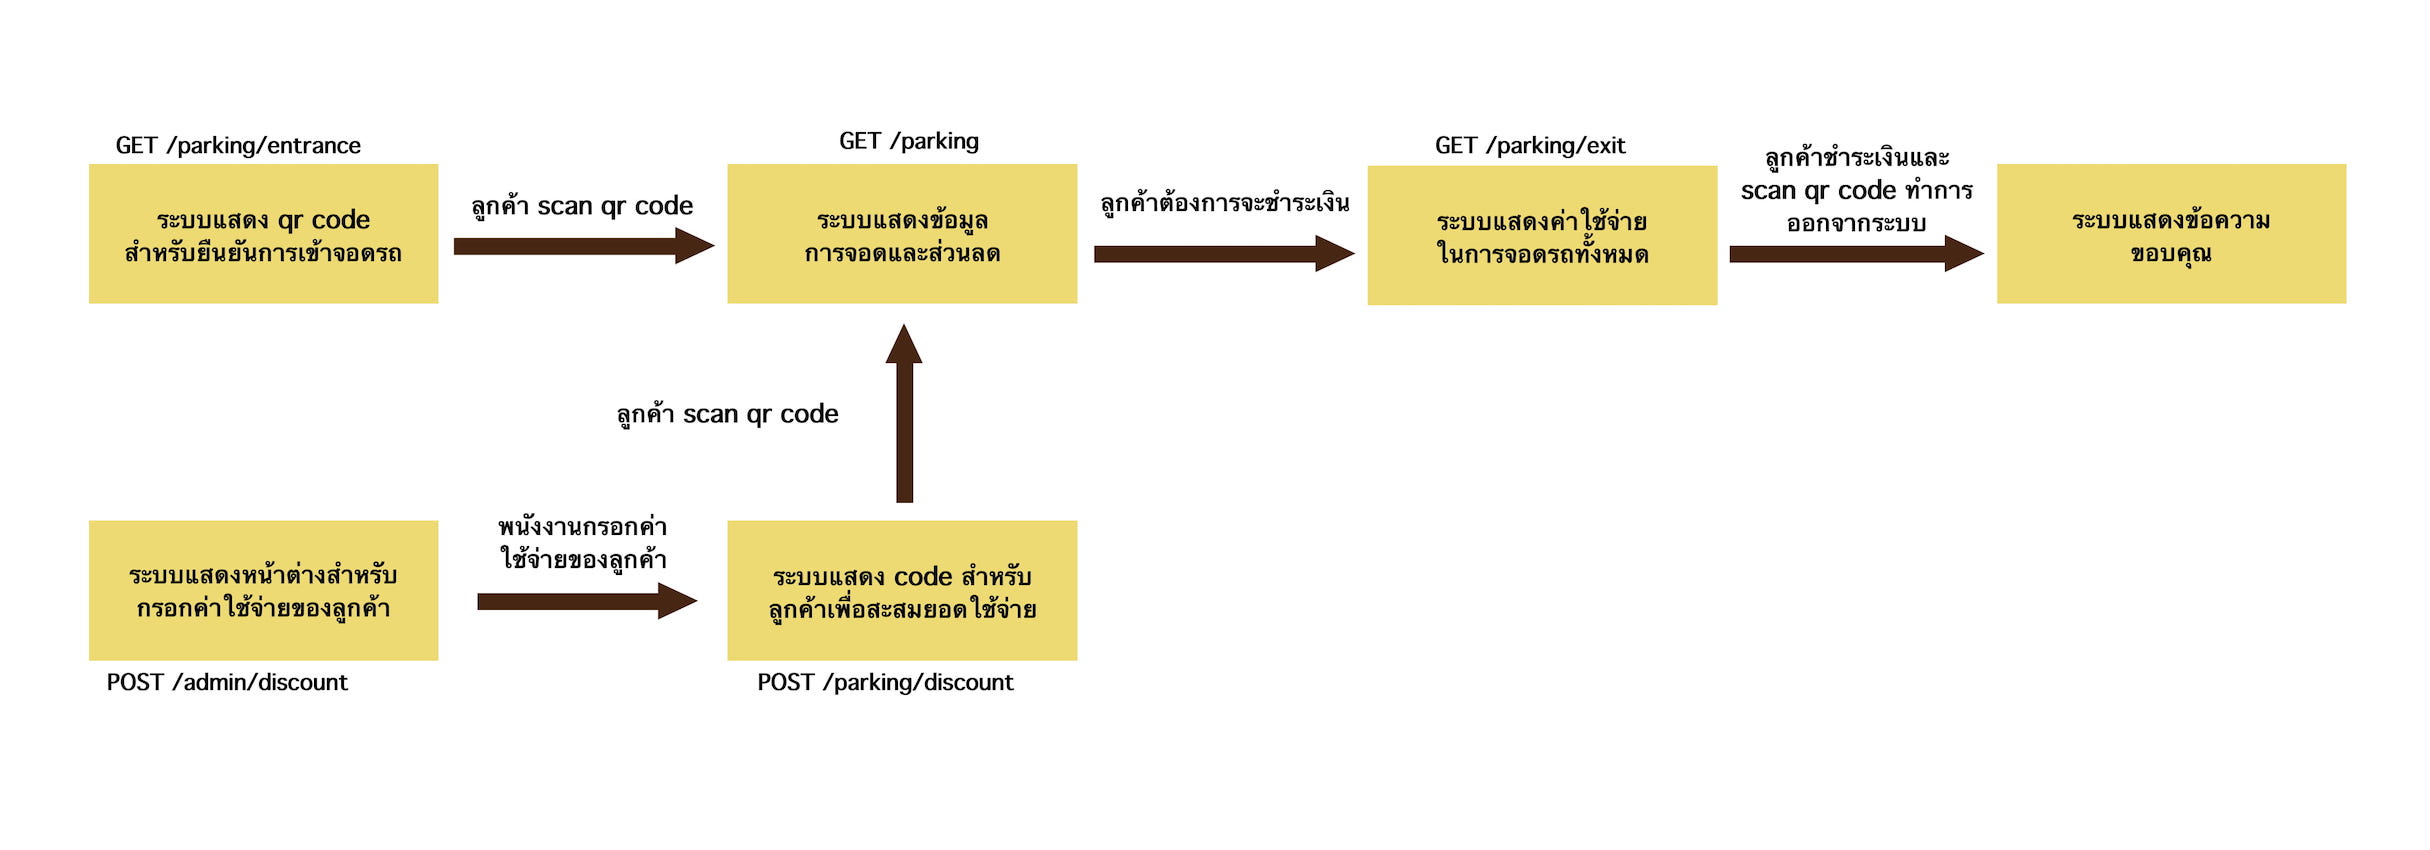 GET /parking/entrance
ระบบแสดง qr code
สำหรับยืนยันการเข้าจอดรถ
ลูกค้า scan qr code
GET /parking
ระบบแสดงข้อมูล
การจอดและส่วนลด
ลูกค้าต้องการจะชำระเงิน
GET /parking/exit
ระบบแสดงค่าใช้จ่าย
ในการจอดรถทั้งหมด
ลูกค้าชำระเงินและ
scan qr code ทำการ
ออกจากระบบ
ระบบแสดงข้อความ
ขอบคุณ
ลูกค้า scan qr code
ระบบแสดงหน้าต่างสำหรับ
กรอกค่าใช้จ่ายของลูกค้า
POST /admin/discount
พนังงานกรอกค่า
ใช้จ่ายของลูกค้า
ระบบแสดง code สำหรับ
ลูกค้าเพื่อสะสมยอดใช้จ่าย
POST /parking/discount